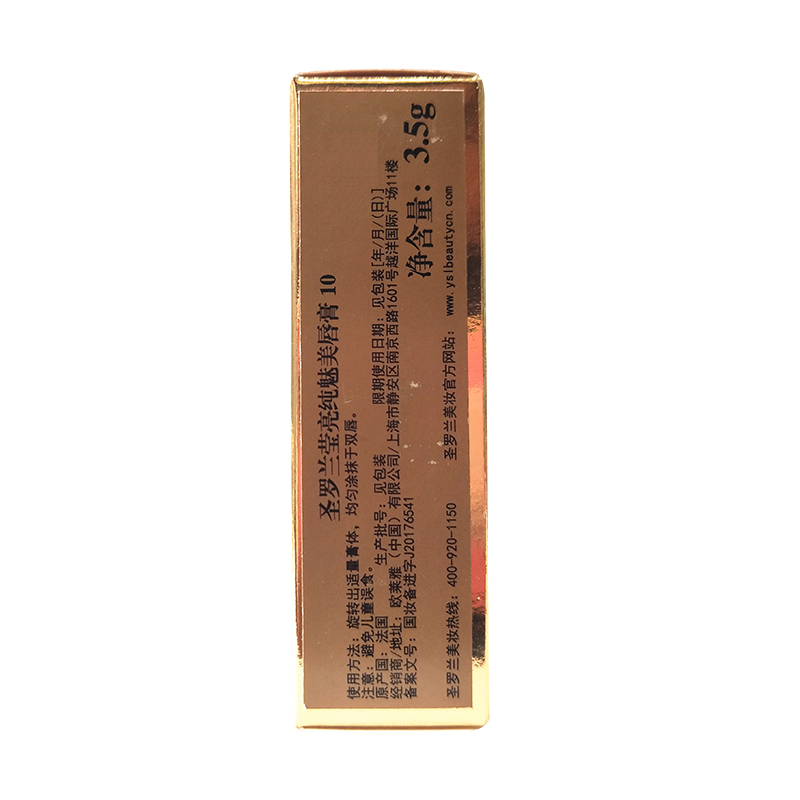 圣罗兰莹亮纯魅美唇膏 10
使用方法：旋转出适量膏体，均匀涂抹于双唇。
注意：避免儿童误食。
原产国：法国 生产批号：见包装 限期使用日期：见包装[年/月/(日)]
经销商/地址：欧莱雅（中国）有限公司/上海市静安区南京西路1601号越洋国际广场11楼
备案文号：国妆备进字J20176541
净含量：3.5g
圣罗兰美妆热线：400-920-1150 圣罗兰美妆官方网站：www.yslbeautycn.com